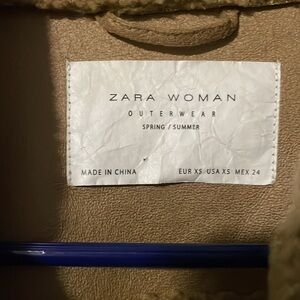 ZARA WOMAN
OUTERWEAR
SPRING / SUMMER
MADE IN CHINA
EUR XS USA XS MEX 24